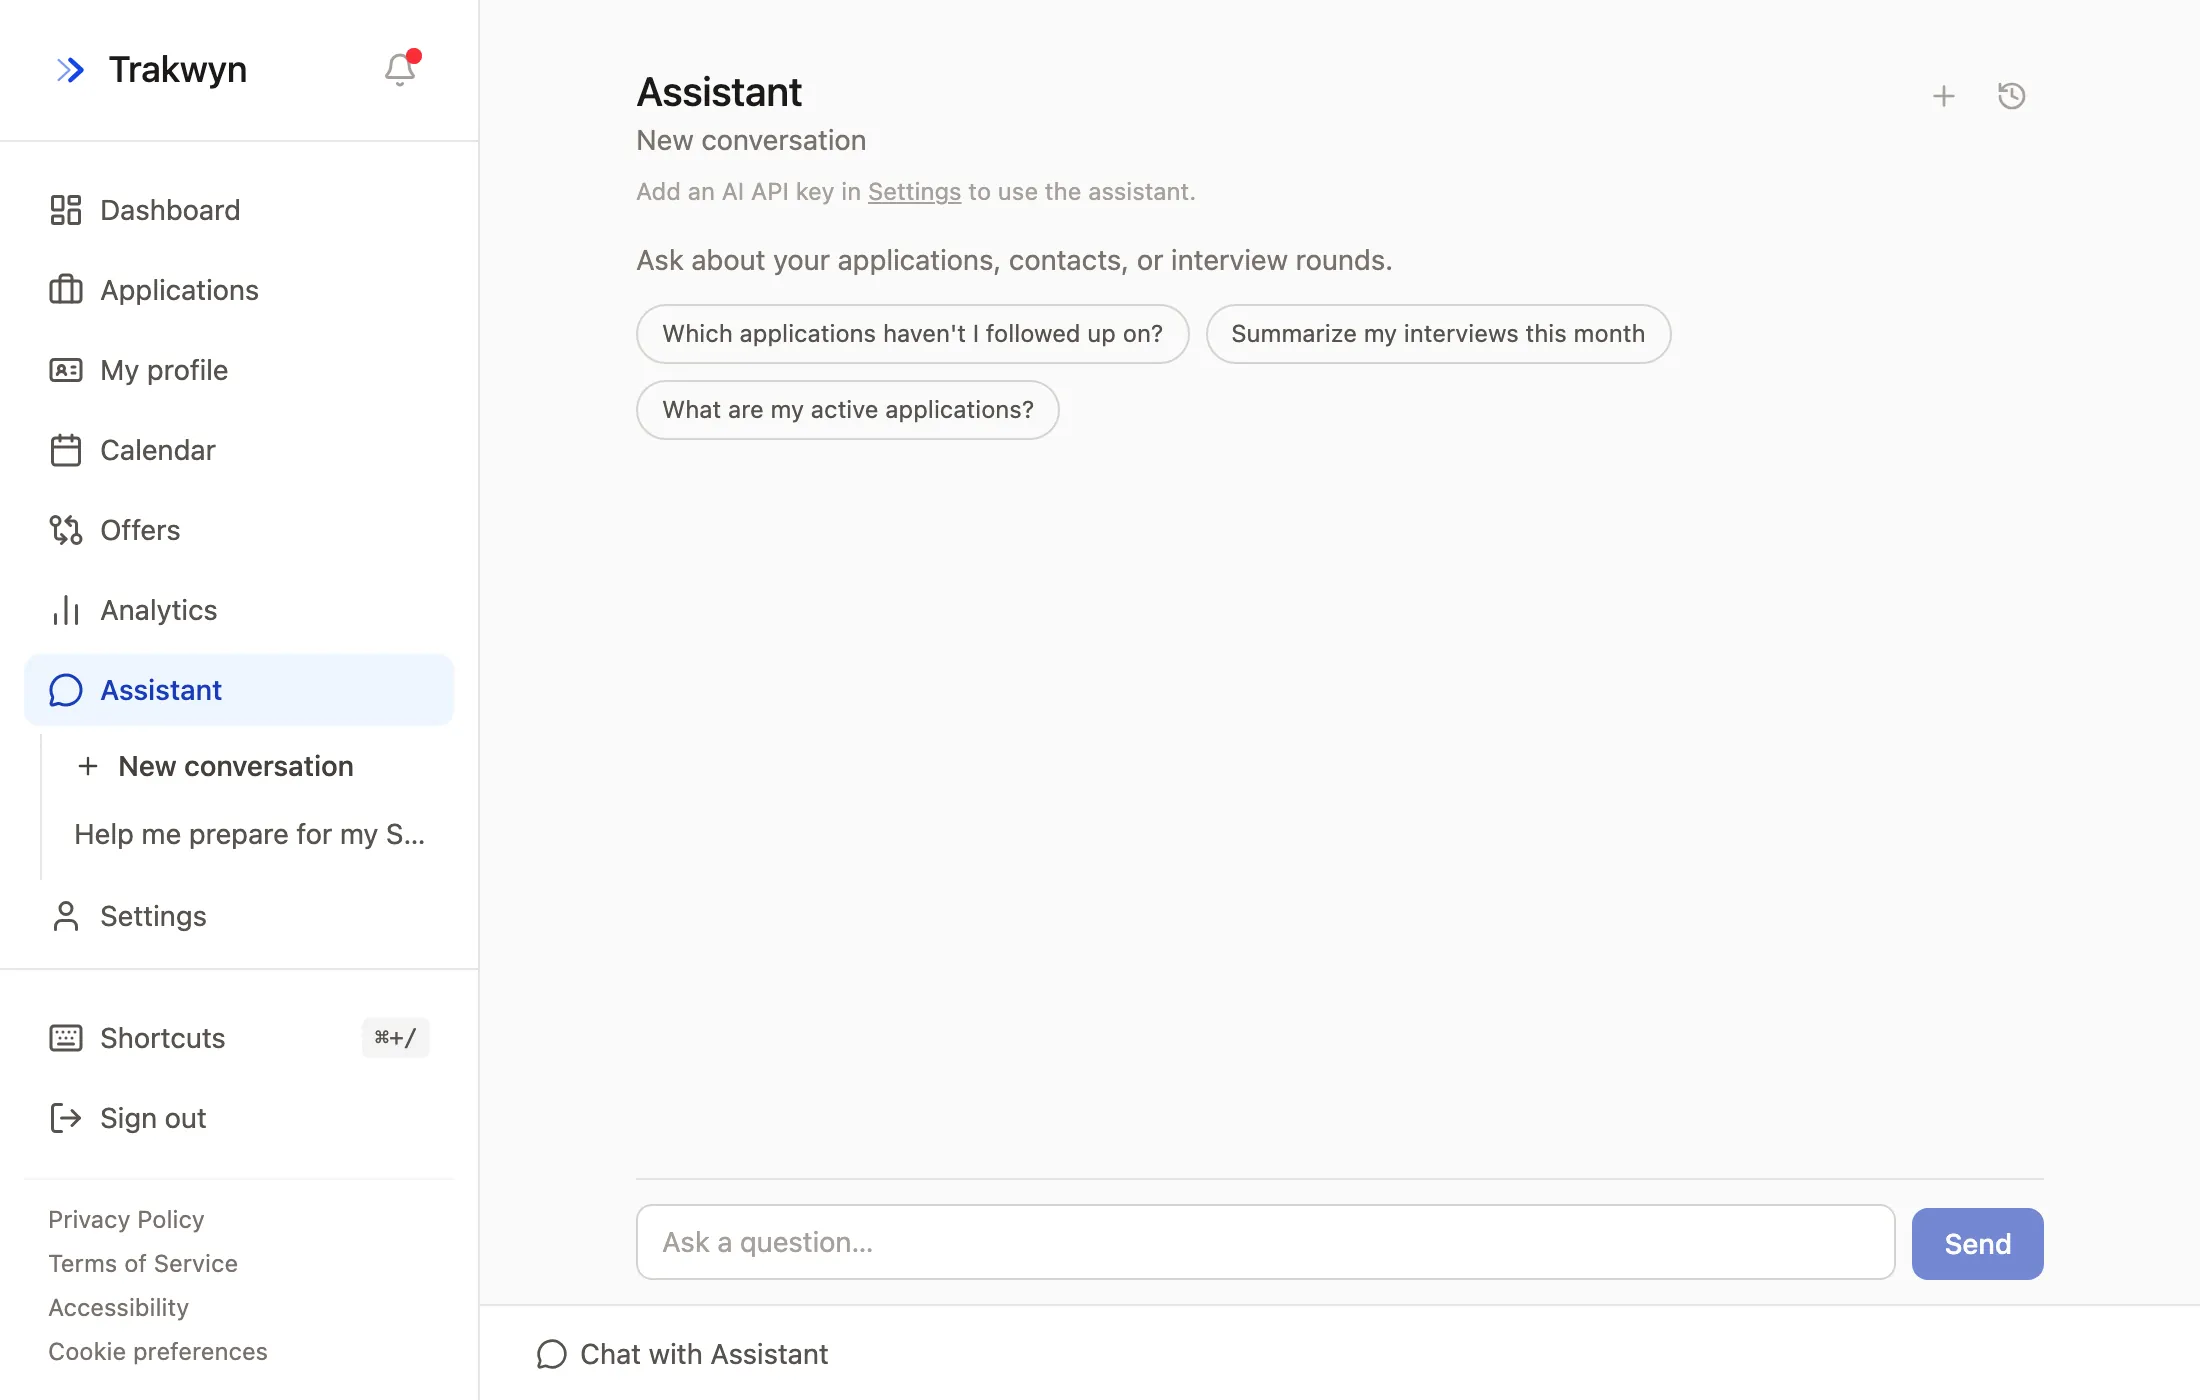 Trakwyn
Dashboard
Applications
My profile
Calendar
Offers
Analytics
Assistant
New conversation
Help me prepare for my S...
Settings
Shortcuts ⌘+/
Sign out
Privacy Policy
Terms of Service
Accessibility
Cookie preferences
Assistant
New conversation
Add an AI API key in Settings to use the assistant.
Ask about your applications, contacts, or interview rounds.
Which applications haven't I followed up on? Summarize my interviews this month
What are my active applications?
Ask a question...
Send
Chat with Assistant